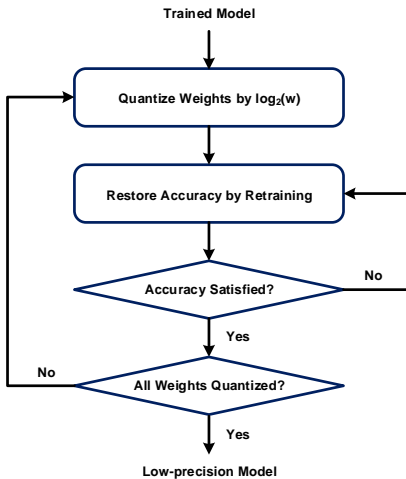 Trained Model
Quantize Weights by log₂(w)
Restore Accuracy by Retraining
Accuracy Satisfied?
No
Yes
All Weights Quantized?
No
Yes
Low-precision Model